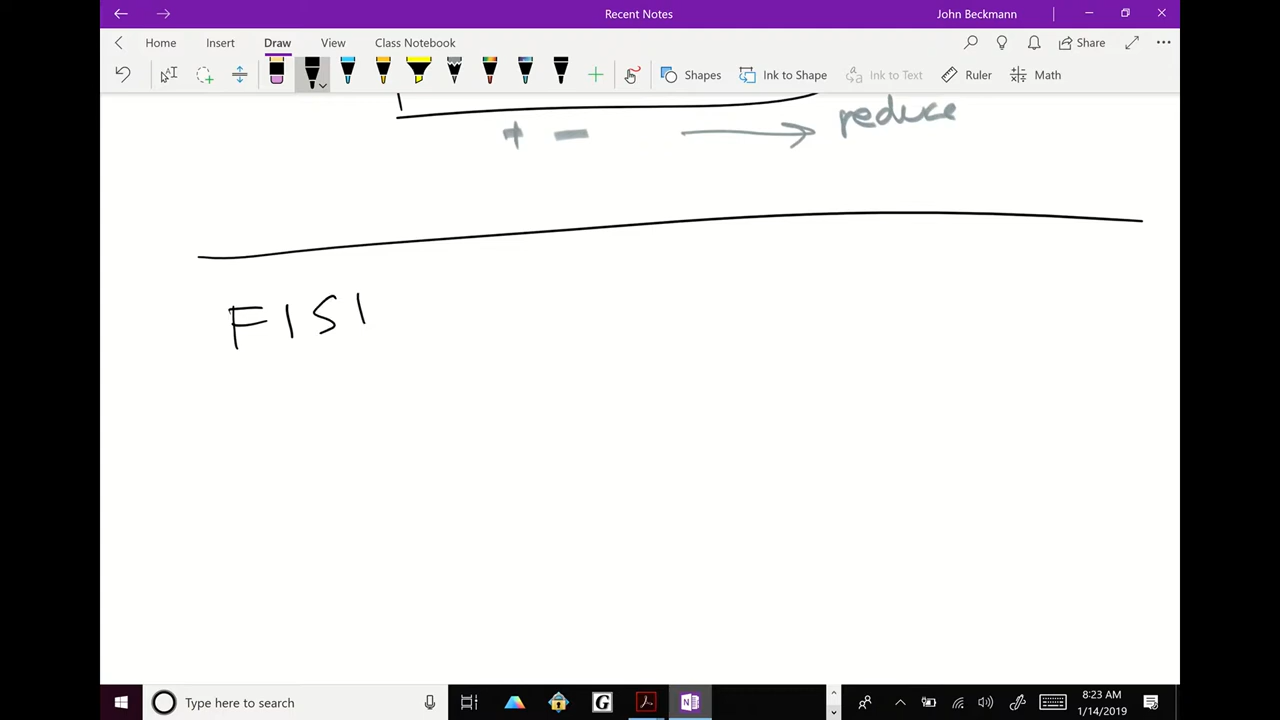 Recent Notes
John Beckmann
Home Insert Draw View Class Notebook
Share
Shapes
Ink to Shape
Ink to Text
Ruler
Math
+ - → reduce
FISI
Type here to search
G
N
8:23 AM
1/14/2019